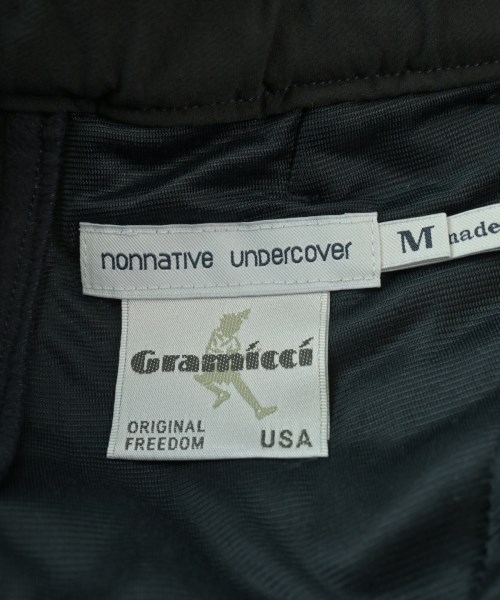 nonnative undercover
M
made
Gramicci
ORIGINAL
FREEDOM
USA